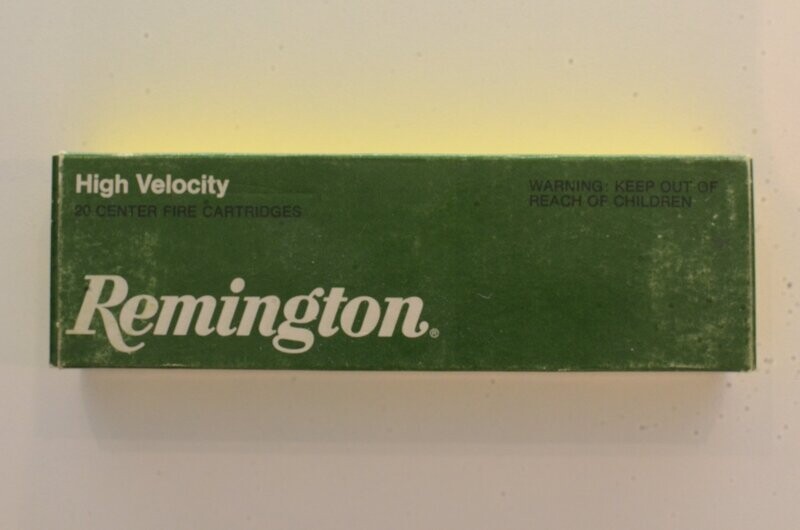 High Velocity
20 CENTER FIRE CARTRIDGES
WARNING: KEEP OUT OF
REACH OF CHILDREN
Remington®